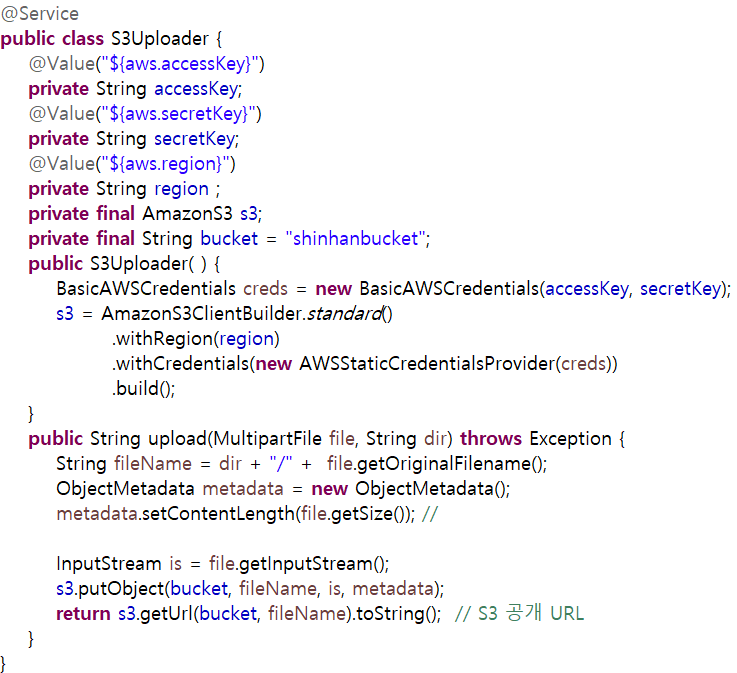 @Service
public class S3Uploader {
@Value("${aws.accessKey}")
private String accessKey;
@Value("${aws.secretKey}")
private String secretKey;
@Value("${aws.region}")
private String region ;
private final AmazonS3 s3;
private final String bucket = "shinhanbucket";
public S3Uploader( ) {
BasicAWSCredentials creds = new BasicAWSCredentials(accessKey, secretKey);
s3 = AmazonS3ClientBuilder.standard()
.withRegion(region)
.withCredentials(new AWSStaticCredentialsProvider(creds))
.build();
}
public String upload(MultipartFile file, String dir) throws Exception {
String fileName = dir + "/" +  file.getOriginalFilename();
ObjectMetadata metadata = new ObjectMetadata();
metadata.setContentLength(file.getSize()); //
InputStream is = file.getInputStream();
s3.putObject(bucket, fileName, is, metadata);
return s3.getUrl(bucket, fileName).toString();  // S3 공개 URL
}
}